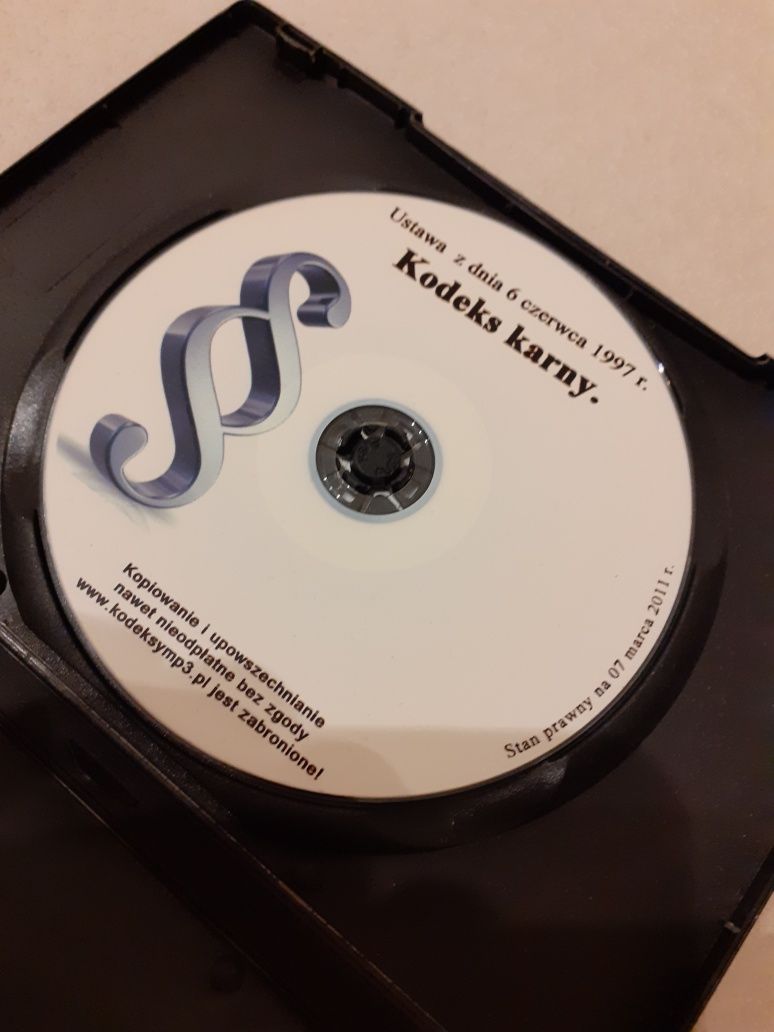 Ustawa z dnia 6 czerwca 1997 r.
Kodeks karny.
Kopiowanie i upowszechnianie
nawet nieodpłatne bez zgody
www.kodeksymp3.pl jest zabronione!
Stan prawny na 07 marca 2011 r.